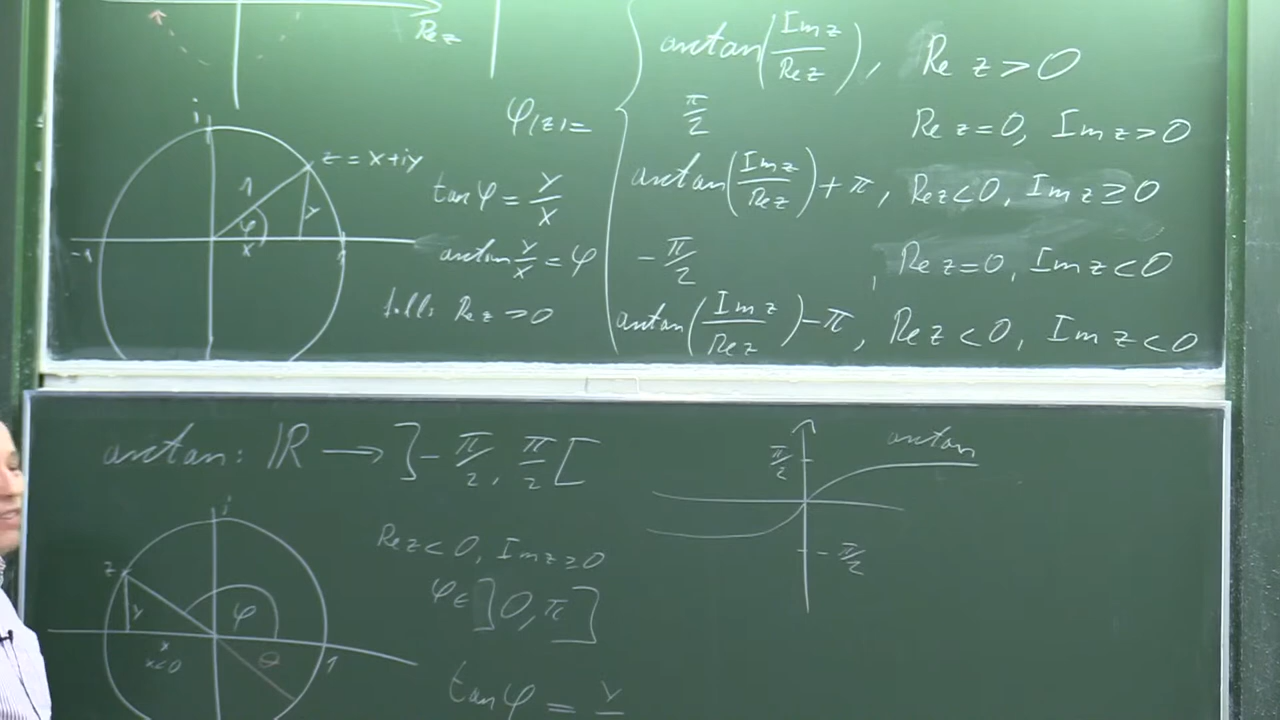 Re z
i
z = x+iy
1
φ
y
x
-1
1
tan φ = y/x
arctan y/x = φ
falls Re z > 0
φ(z) =
arctan(Im z/Re z), Re z > 0
π/2 Re z = 0, Im z > 0
arctan(Im z/Re z) + π, Re z < 0, Im z ≥ 0
-π/2 , Re z = 0, Im z < 0
arctan(Im z/Re z) - π, Re z < 0, Im z < 0
arctan: ℝ → ]-π/2, π/2[
π/2
arctan
-π/2
i
z
y
φ
x
x<0
θ
1
Re z < 0, Im z ≥ 0
φ ∈ ]0, π]
tan φ = y/